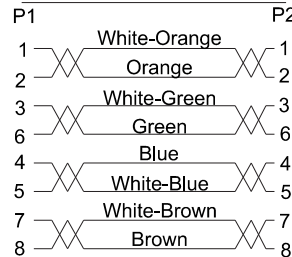 P1 P2
White-Orange
1 1
Orange
2 2
White-Green
3 3
Green
6 6
Blue
4 4
White-Blue
5 5
White-Brown
7 7
Brown
8 8